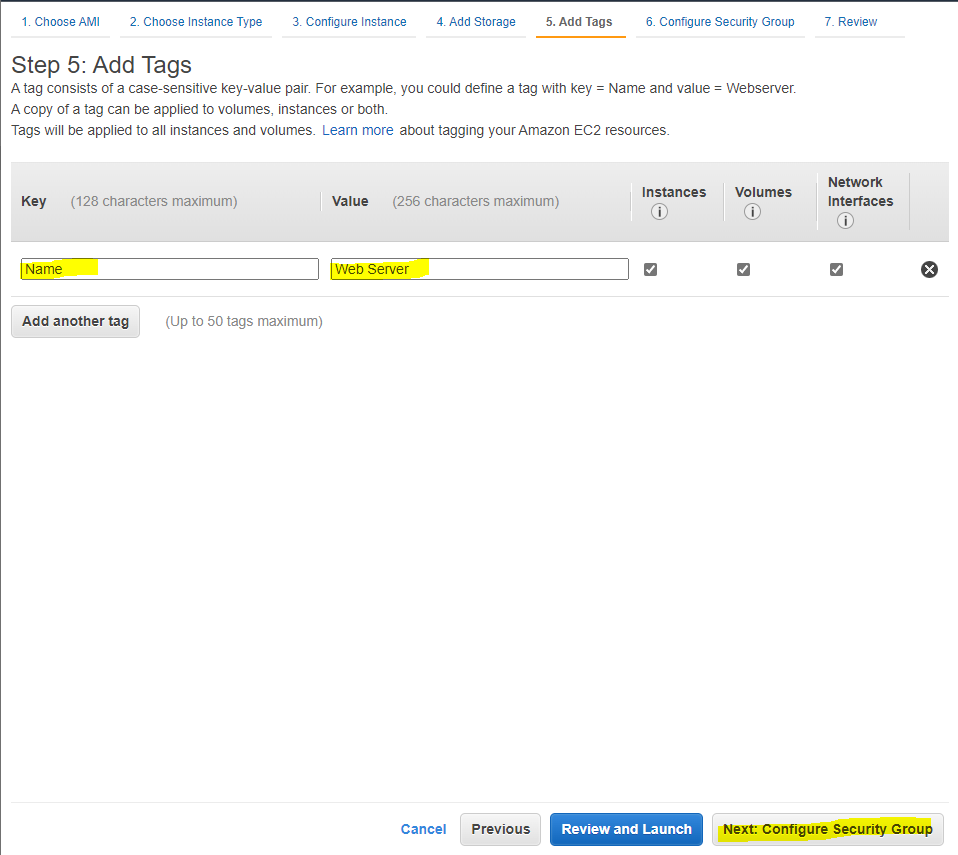 1. Choose AMI 2. Choose Instance Type 3. Configure Instance 4. Add Storage 5. Add Tags 6. Configure Security Group 7. Review
Step 5: Add Tags
A tag consists of a case-sensitive key-value pair. For example, you could define a tag with key = Name and value = Webserver.
A copy of a tag can be applied to volumes, instances or both.
Tags will be applied to all instances and volumes. Learn more about tagging your Amazon EC2 resources.
Key (128 characters maximum) Value (256 characters maximum) Instances Volumes Network Interfaces
Name Web Server
Add another tag (Up to 50 tags maximum)
Cancel Previous Review and Launch Next: Configure Security Group